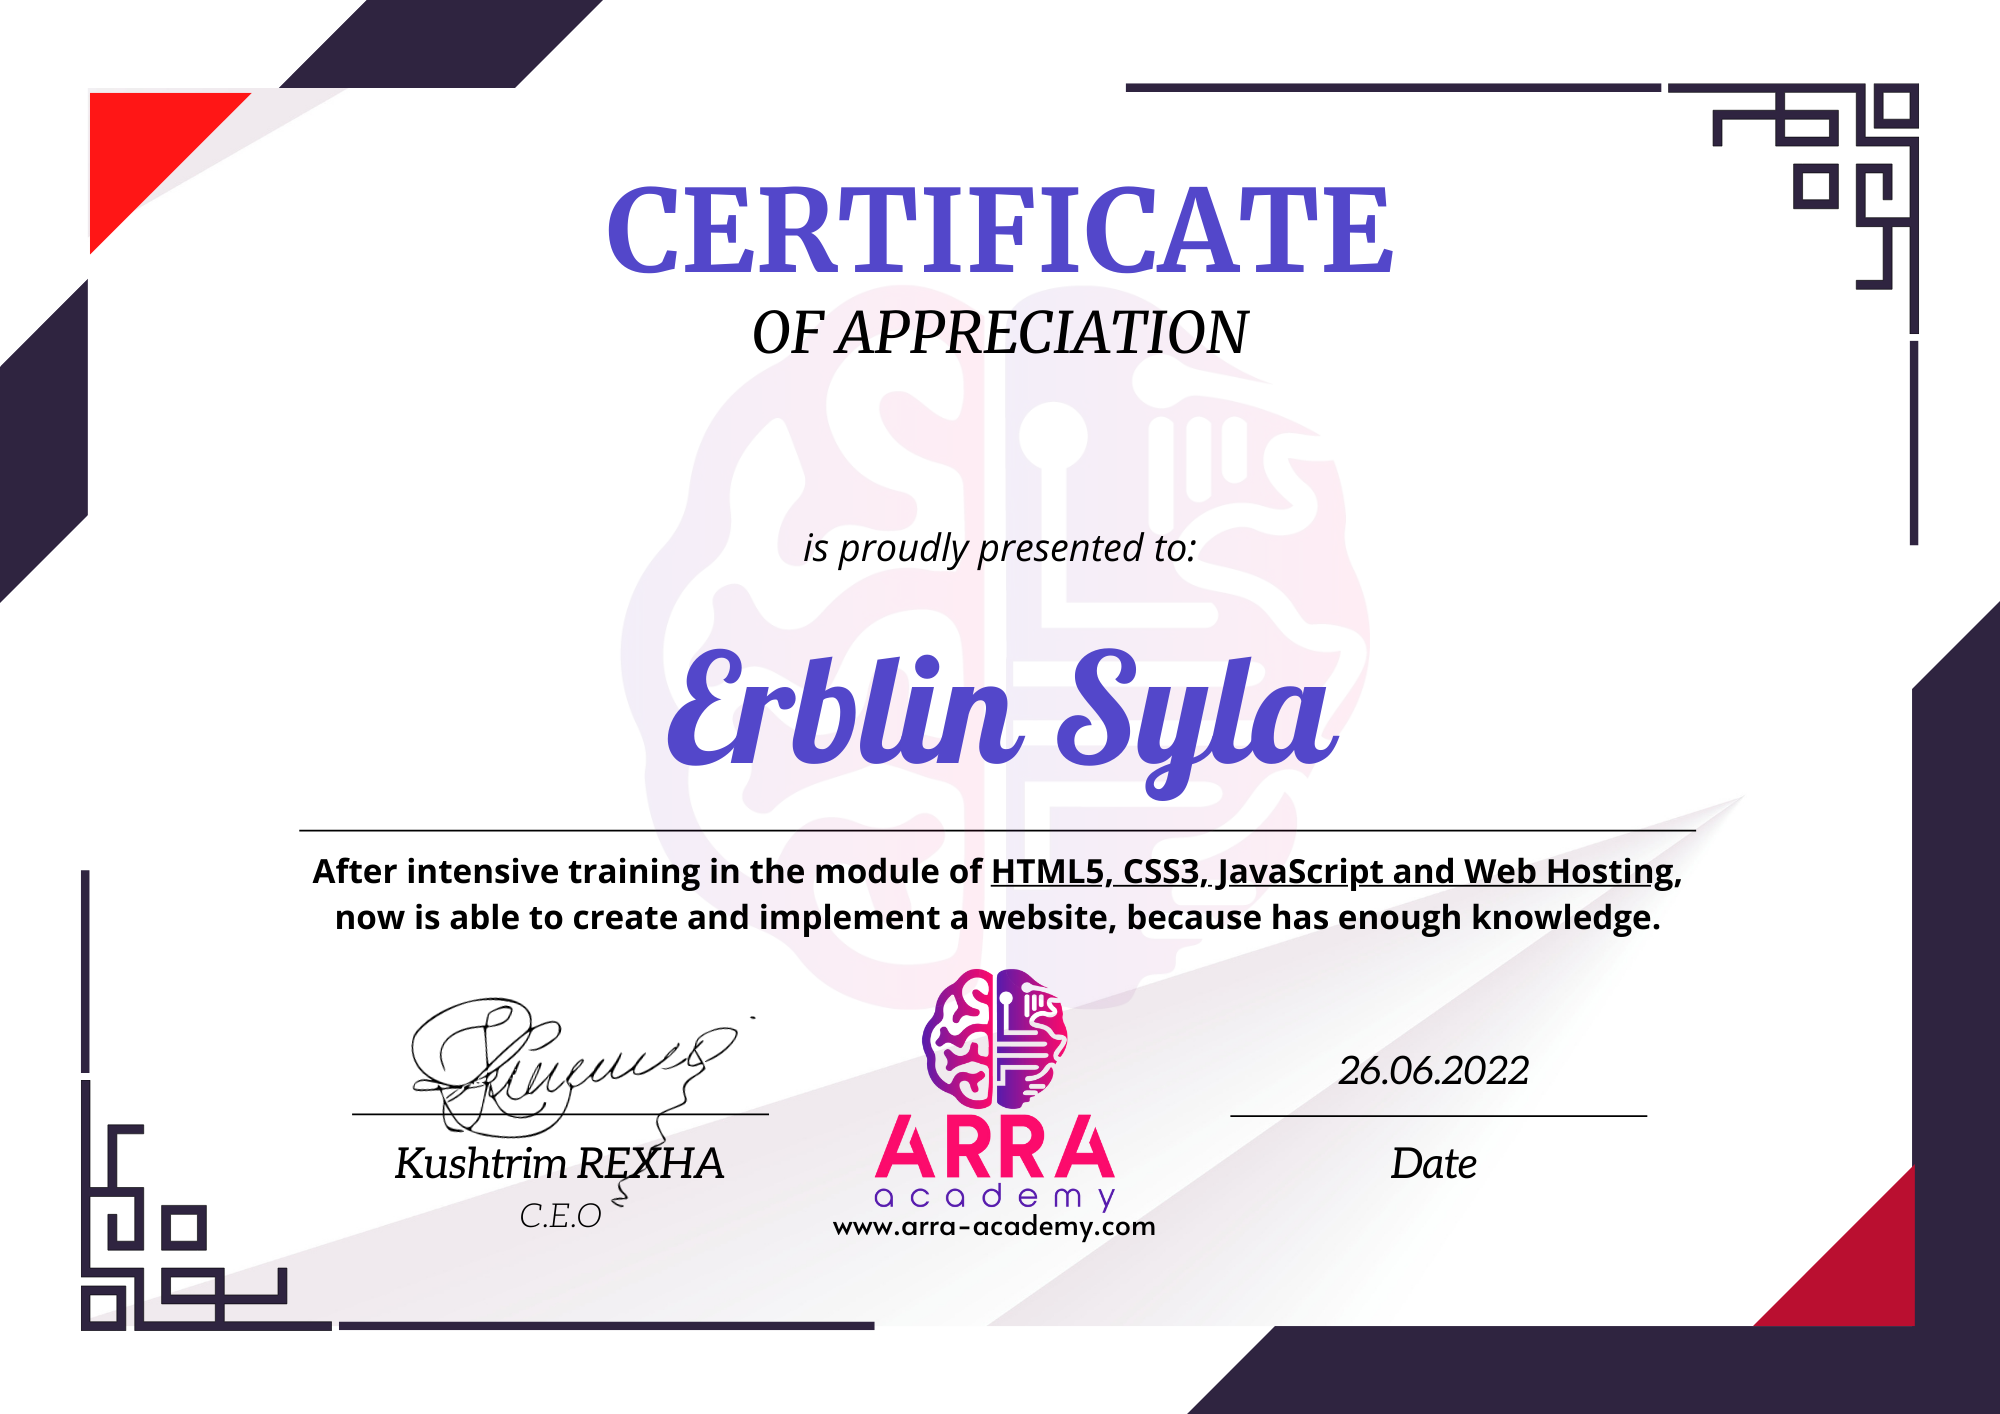 CERTIFICATE
OF APPRECIATION
is proudly presented to:
Erblin Syla
After intensive training in the module of HTML5, CSS3, JavaScript and Web Hosting,
now is able to create and implement a website, because has enough knowledge.
Kushtrim REXHA
C.E.O
ARRA
academy
www.arra-academy.com
26.06.2022
Date